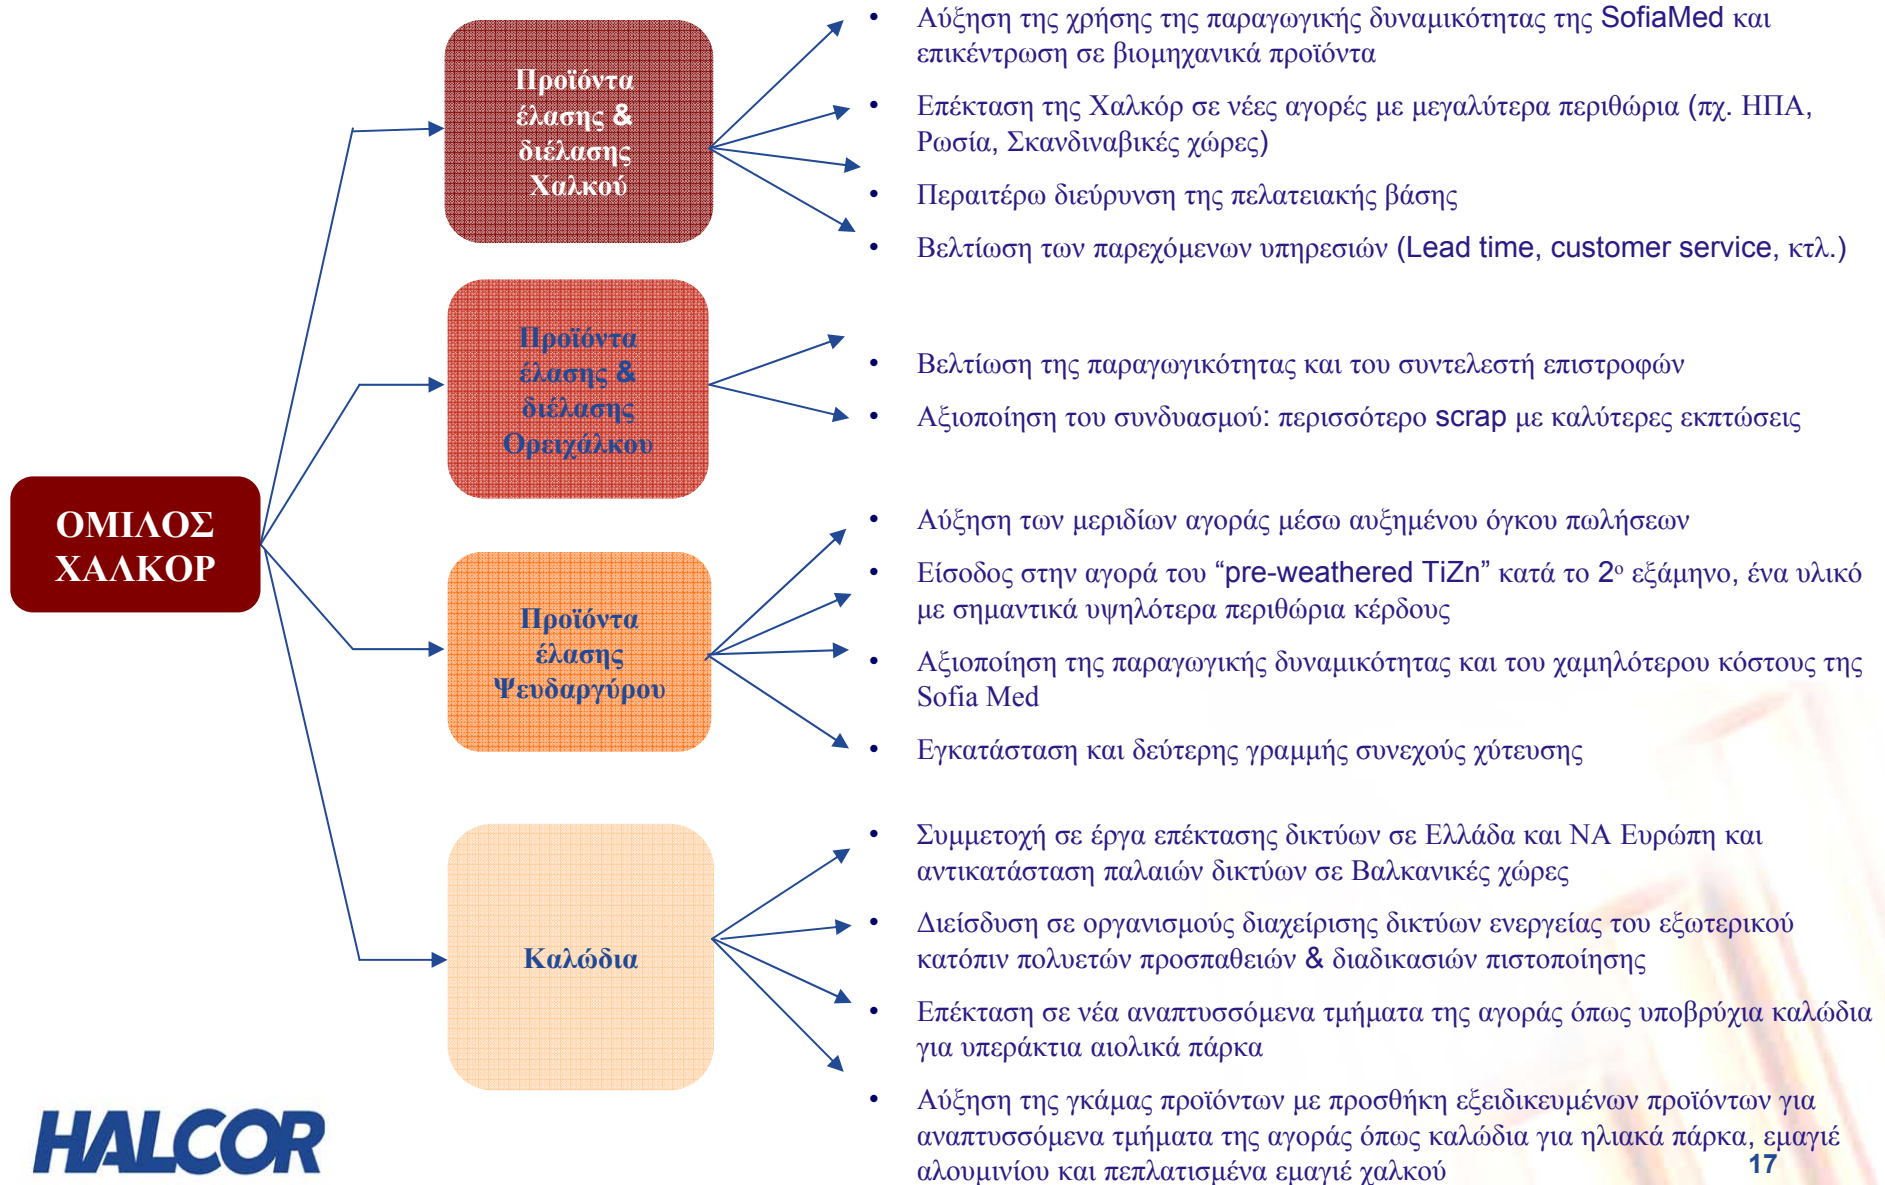 ΟΜΙΛΟΣ
ΧΑΛΚΟΡ
Προϊόντα
έλασης &
διέλασης
Χαλκού
• Αύξηση της χρήσης της παραγωγικής δυναμικότητας της SofiaMed και
επικέντρωση σε βιομηχανικά προϊόντα
• Επέκταση της Χαλκόρ σε νέες αγορές με μεγαλύτερα περιθώρια (πχ. ΗΠΑ,
Ρωσία, Σκανδιναβικές χώρες)
• Περαιτέρω διεύρυνση της πελατειακής βάσης
• Βελτίωση των παρεχόμενων υπηρεσιών (Lead time, customer service, κτλ.)
Προϊόντα
έλασης &
διέλασης
Ορειχάλκου
• Βελτίωση της παραγωγικότητας και του συντελεστή επιστροφών
• Αξιοποίηση του συνδυασμού: περισσότερο scrap με καλύτερες εκπτώσεις
Προϊόντα
έλασης
Ψευδαργύρου
• Αύξηση των μεριδίων αγοράς μέσω αυξημένου όγκου πωλήσεων
• Είσοδος στην αγορά του “pre-weathered TiZn” κατά το 2ο εξάμηνο, ένα υλικό
με σημαντικά υψηλότερα περιθώρια κέρδους
• Αξιοποίηση της παραγωγικής δυναμικότητας και του χαμηλότερου κόστους της
Sofia Med
• Εγκατάσταση και δεύτερης γραμμής συνεχούς χύτευσης
Καλώδια
• Συμμετοχή σε έργα επέκτασης δικτύων σε Ελλάδα και ΝΑ Ευρώπη και
αντικατάσταση παλαιών δικτύων σε Βαλκανικές χώρες
• Διείσδυση σε οργανισμούς διαχείρισης δικτύων ενεργείας του εξωτερικού
κατόπιν πολυετών προσπαθειών & διαδικασιών πιστοποίησης
• Επέκταση σε νέα αναπτυσσόμενα τμήματα της αγοράς όπως υποβρύχια καλώδια
για υπεράκτια αιολικά πάρκα
• Αύξηση της γκάμας προϊόντων με προσθήκη εξειδικευμένων προϊόντων για
αναπτυσσόμενα τμήματα της αγοράς όπως καλώδια για ηλιακά πάρκα, εμαγιέ
αλουμινίου και πεπλατισμένα εμαγιέ χαλκού
HALCOR
17